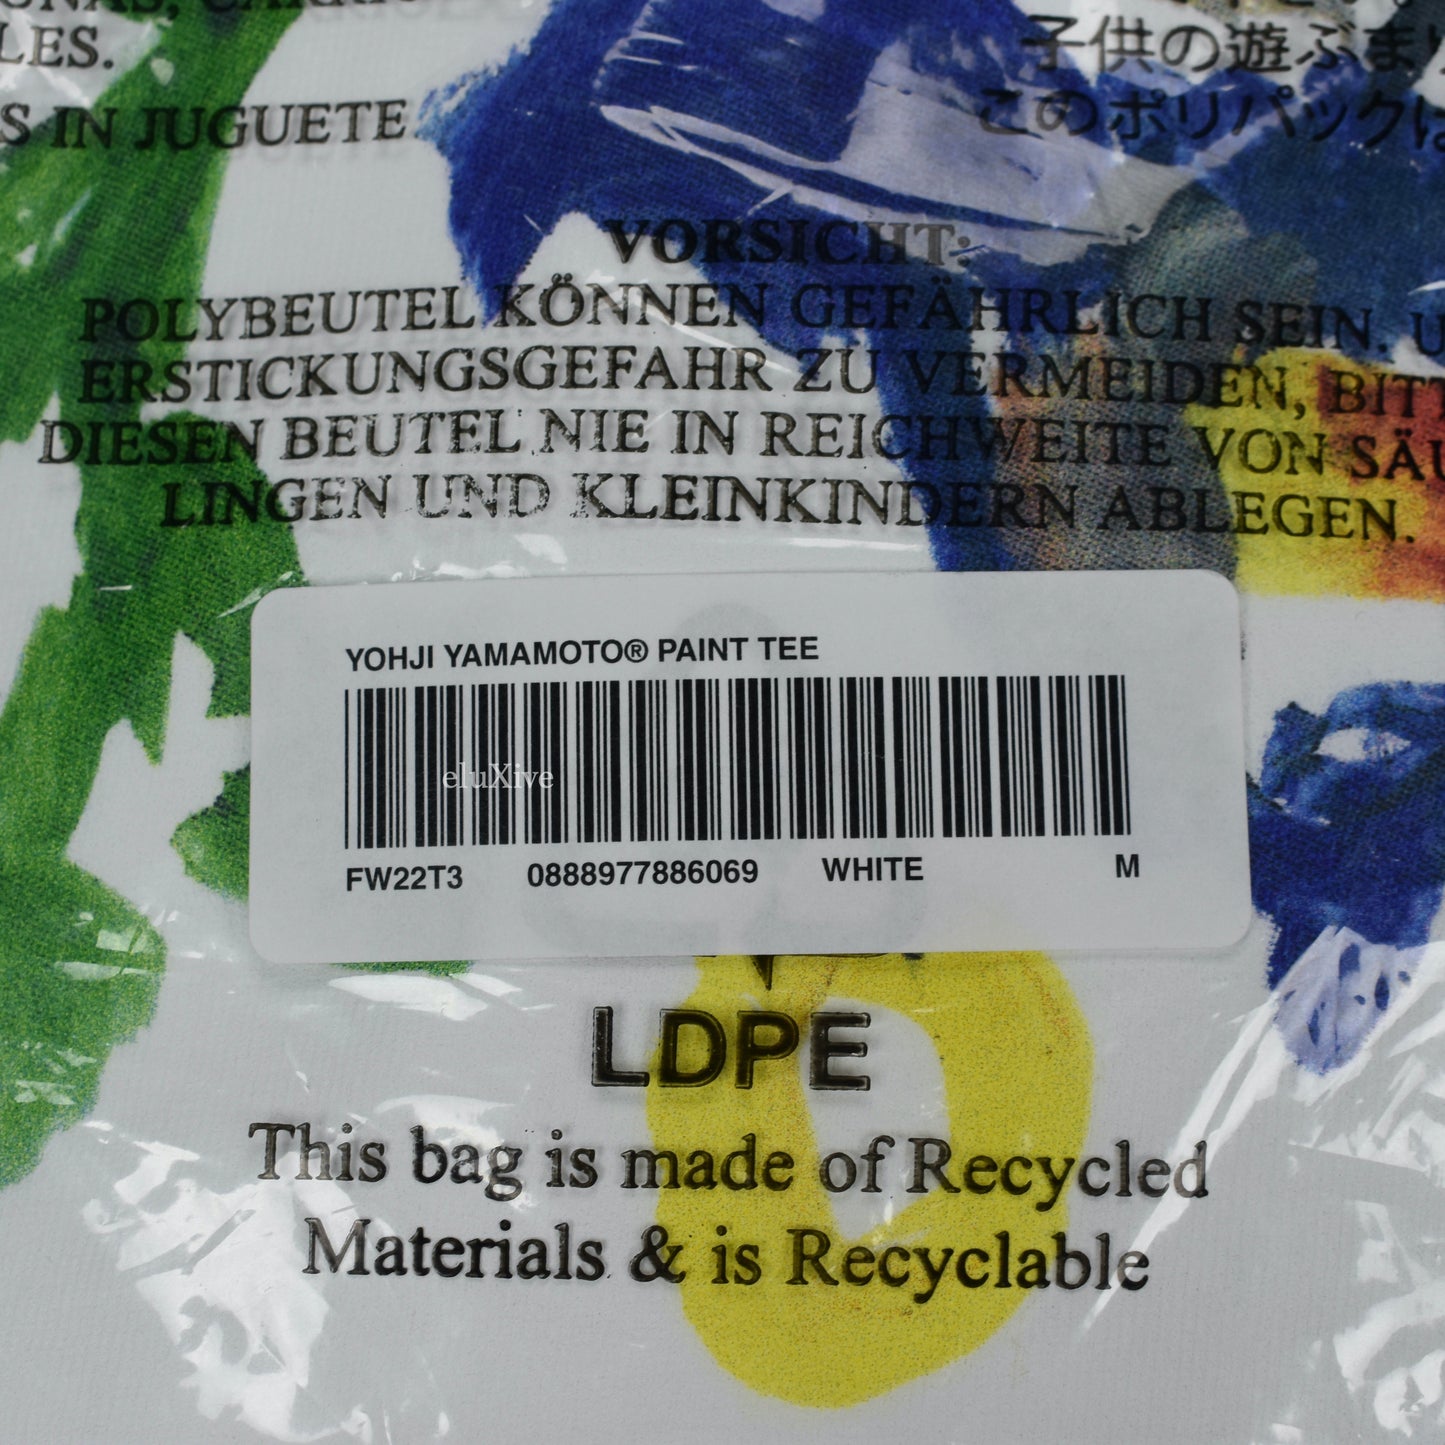 LES.
S IN JUGUETE.
子供の遊ぶま
このポリパックは
VORSICHT:
POLYBEUTEL KÖNNEN GEFÄHRLICH SEIN. U
ERSTICKUNGSGEFAHR ZU VERMEIDEN, BITT
DIESEN BEUTEL NIE IN REICHWEITE VON SÄU
LINGEN UND KLEINKINDERN ABLEGEN.
YOHJI YAMAMOTO® PAINT TEE
eluXive
FW22T3 0888977886069 WHITE M
LDPE
This bag is made of Recycled
Materials & is Recyclable